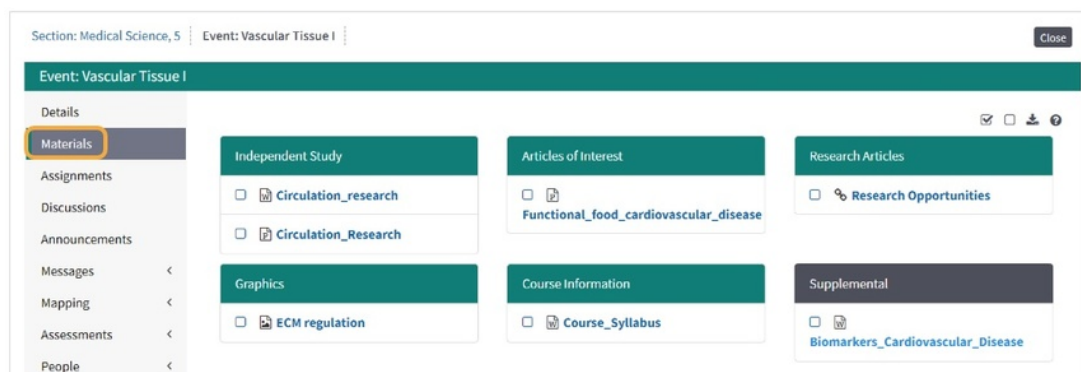 Section: Medical Science, 5 Event: Vascular Tissue I Close
Event: Vascular Tissue I
Details
Materials
Assignments
Discussions
Announcements
Messages
Mapping
Assessments
People
Independent Study
Circulation_research
Circulation_Research
Articles of Interest
Functional_food_cardiovascular_disease
Research Articles
Research Opportunities
Graphics
ECM regulation
Course Information
Course_Syllabus
Supplemental
Biomarkers_Cardiovascular_Disease